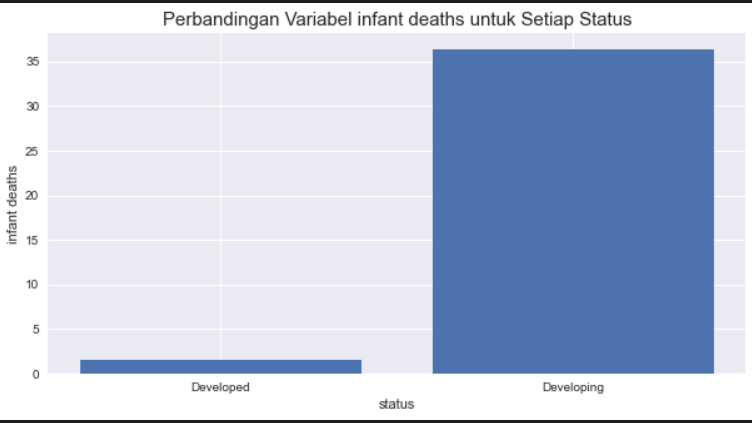 Perbandingan Variabel infant deaths untuk Setiap Status
infant deaths
35
30
25
20
15
10
5
0
Developed
Developing
status